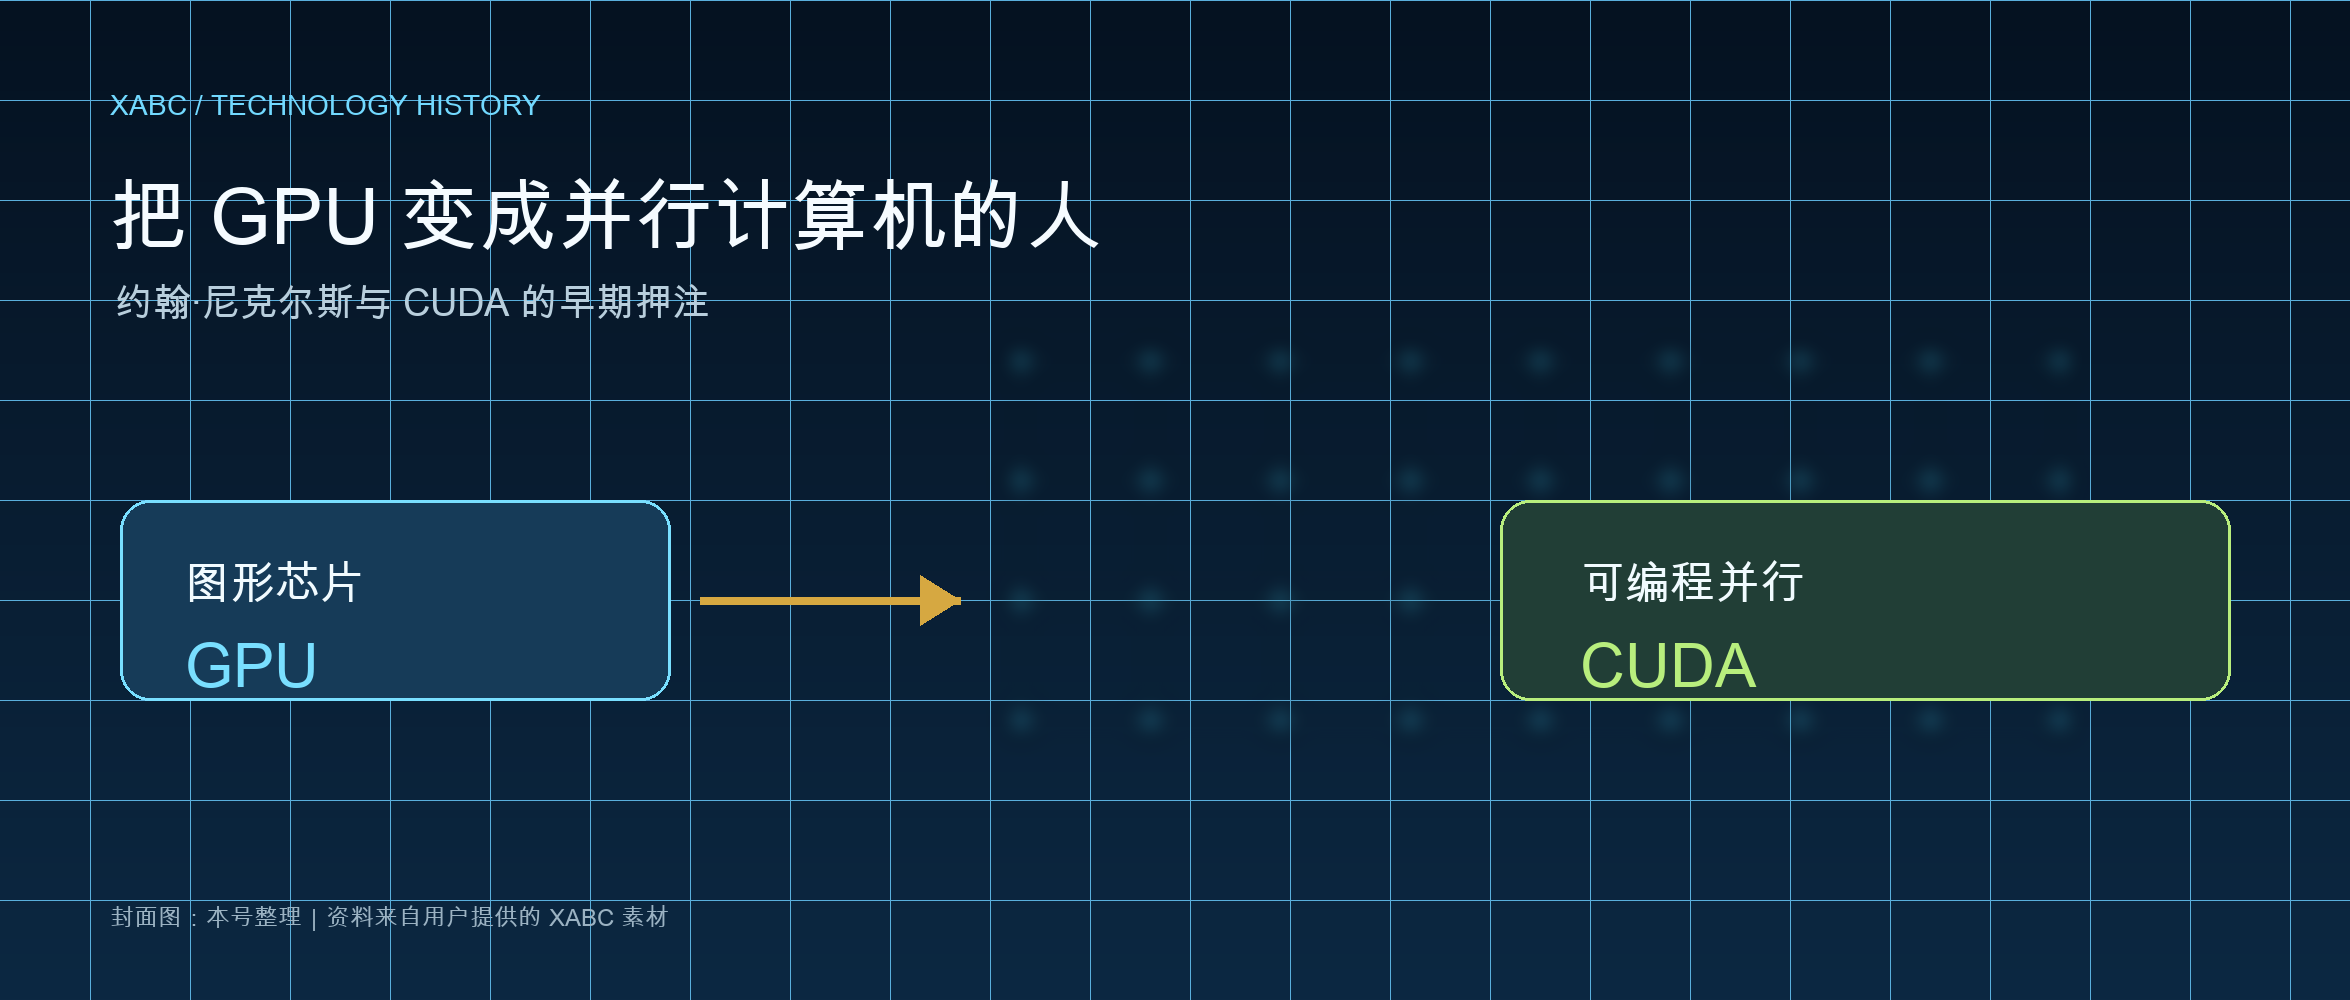 XABC / TECHNOLOGY HISTORY
把 GPU 变成并行计算机的人
约翰·尼克尔斯与 CUDA 的早期押注
图形芯片
GPU
可编程并行
CUDA
封面图：本号整理 | 资料来自用户提供的 XABC 素材